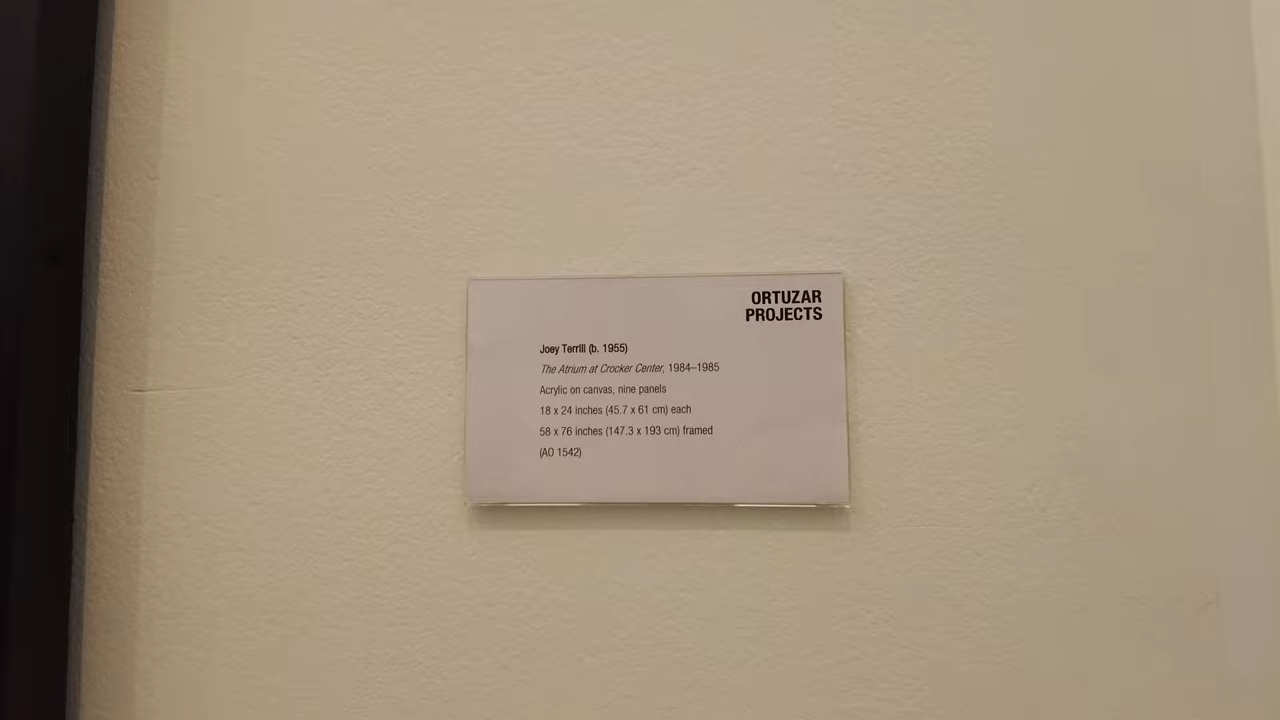 ORTUZAR
PROJECTS
Joey Terrill (b. 1955)
The Atrium at Crocker Center, 1984–1985
Acrylic on canvas, nine panels
18 x 24 inches (45.7 x 61 cm) each
58 x 76 inches (147.3 x 193 cm) framed
(AO 1542)